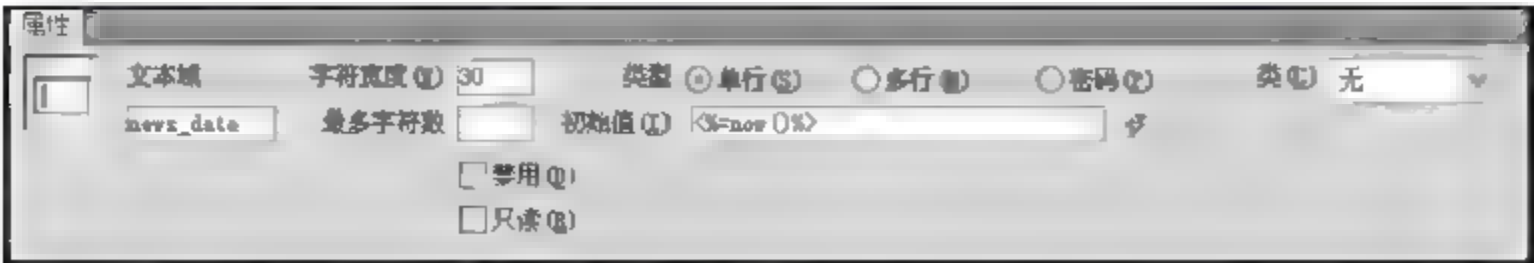 属性
文本域 字符宽度(W) 30 类型 单行(S) 多行(M) 密码(P) 类(C) 无
news_date 最多字符数 初始值(I) <%=now()%>
禁用(D)
只读(R)